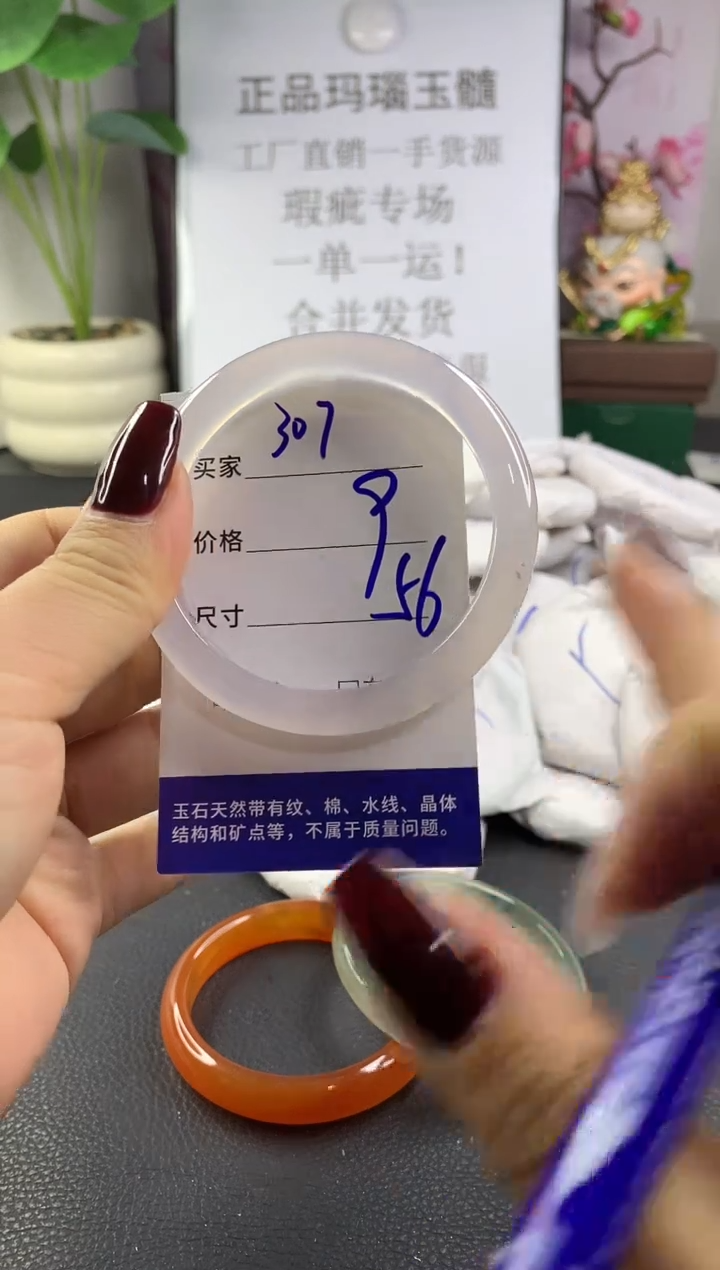 正品玛瑙玉髓
工厂直销一手货源
瑕疵专场
一单一运!
合并发货
买家 307
价格 9
尺寸 56
玉石天然带有纹、棉、水线、晶体
结构和矿点等，不属于质量问题。